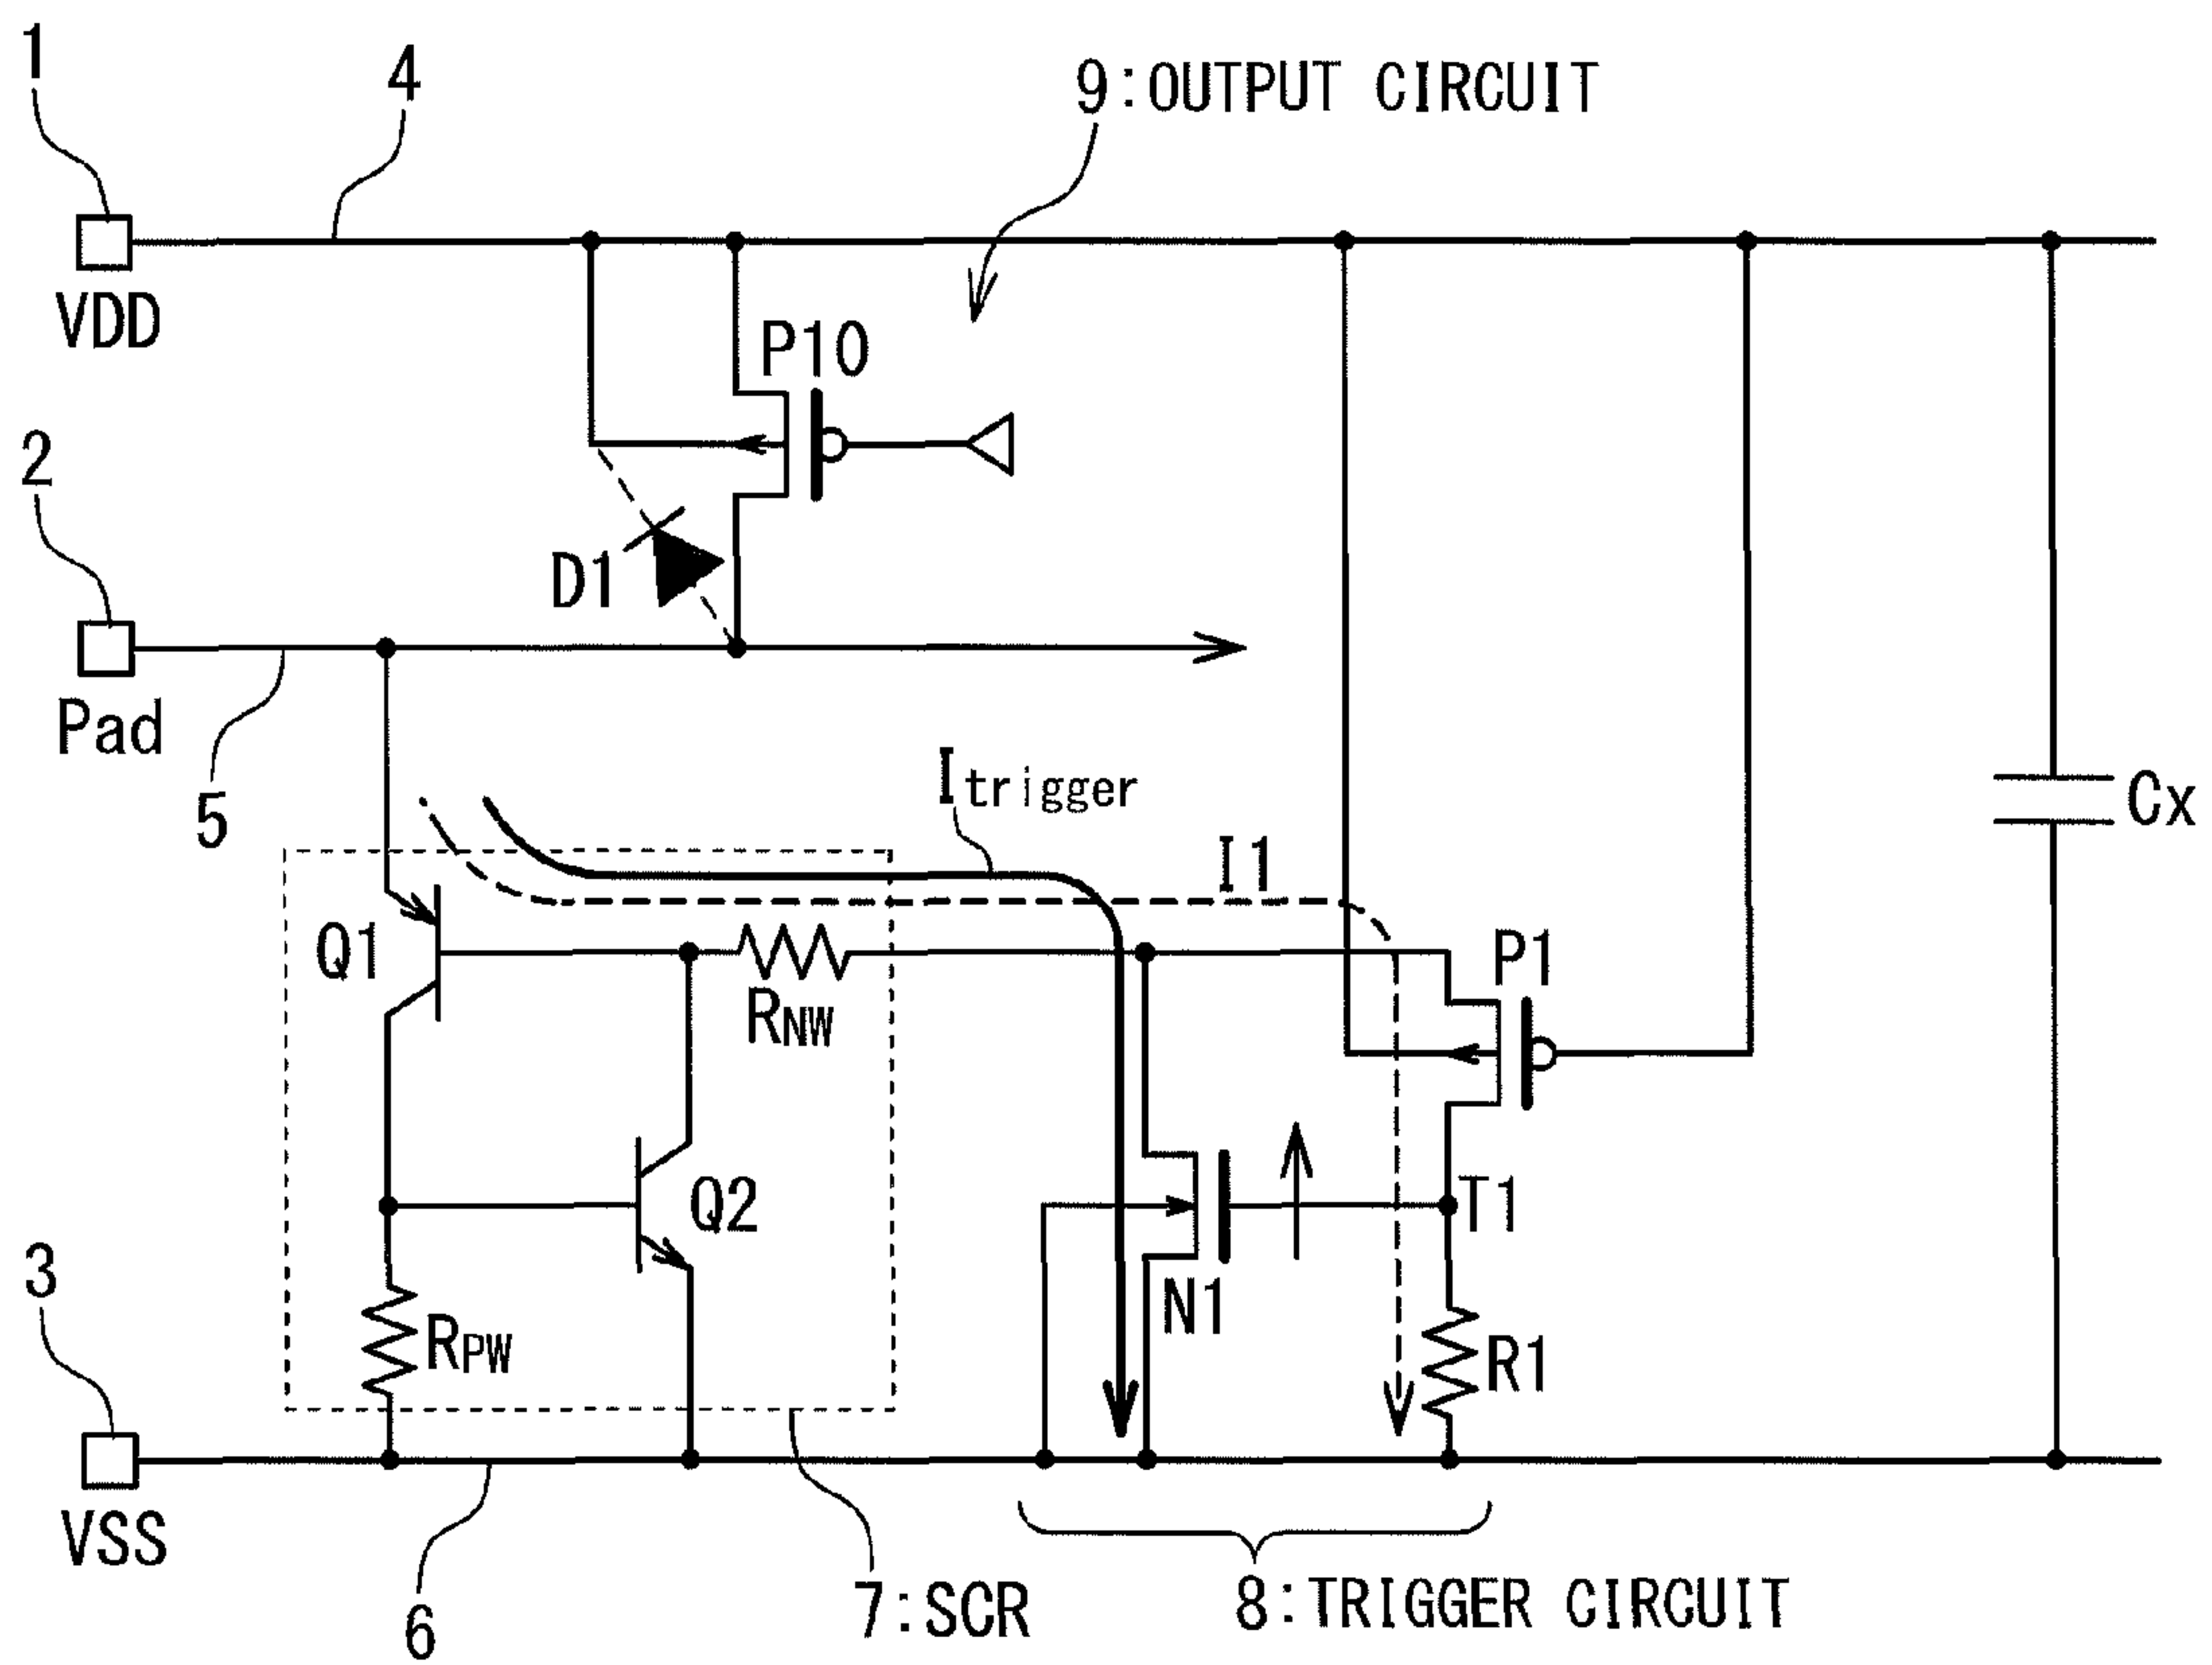 1
4
9:OUTPUT CIRCUIT
VDD
P10
2
D1
Pad
5
Itrigger
I1
Cx
Q1
RNW
P1
Q2
T1
3
N1
RPW
R1
VSS
6
7:SCR
8:TRIGGER CIRCUIT